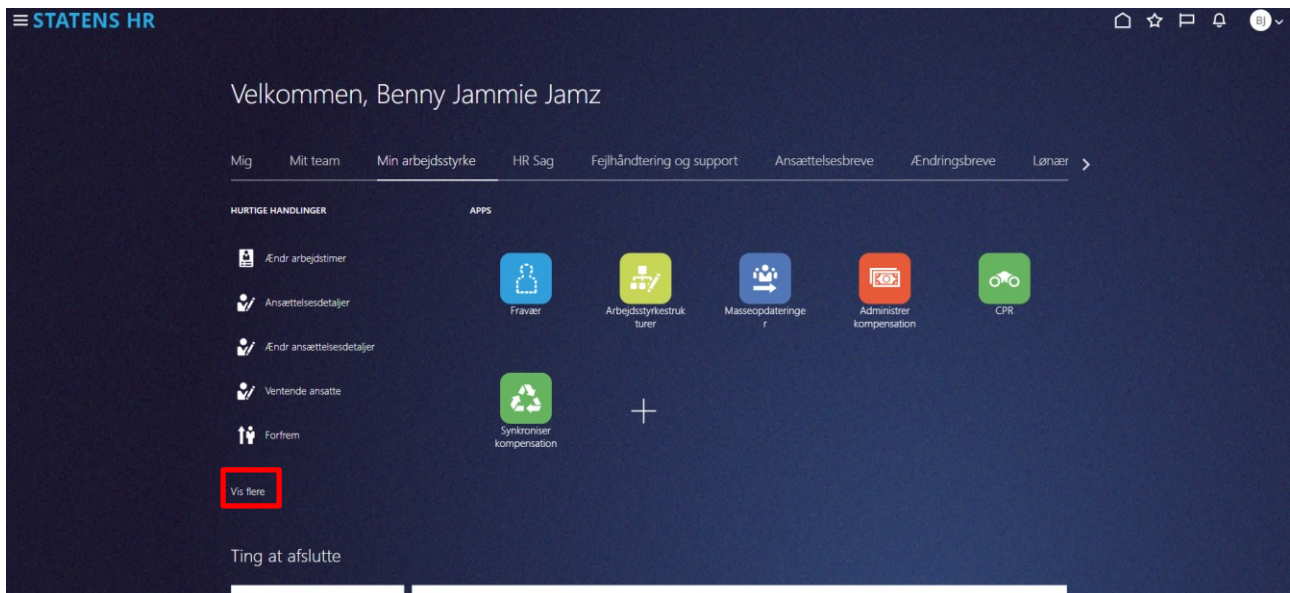 STATENS HR
BJ
Velkommen, Benny Jammie Jamz
Mig Mit team Min arbejdsstyrke HR Sag Fejlhåndtering og support Ansættelsesbreve Ændringsbreve Lønær
HURTIGE HANDLINGER
APPS
Ændr arbejdstimer
Ansættelsesdetaljer
Ændr ansættelsesdetaljer
Ventende ansatte
Forfrem
Vis flere
Fravær
Arbejdsstyrkestruk
turer
Masseopdateringe
r
Administrer
kompensation
CPR
Synkroniser
kompensation
Ting at afslutte